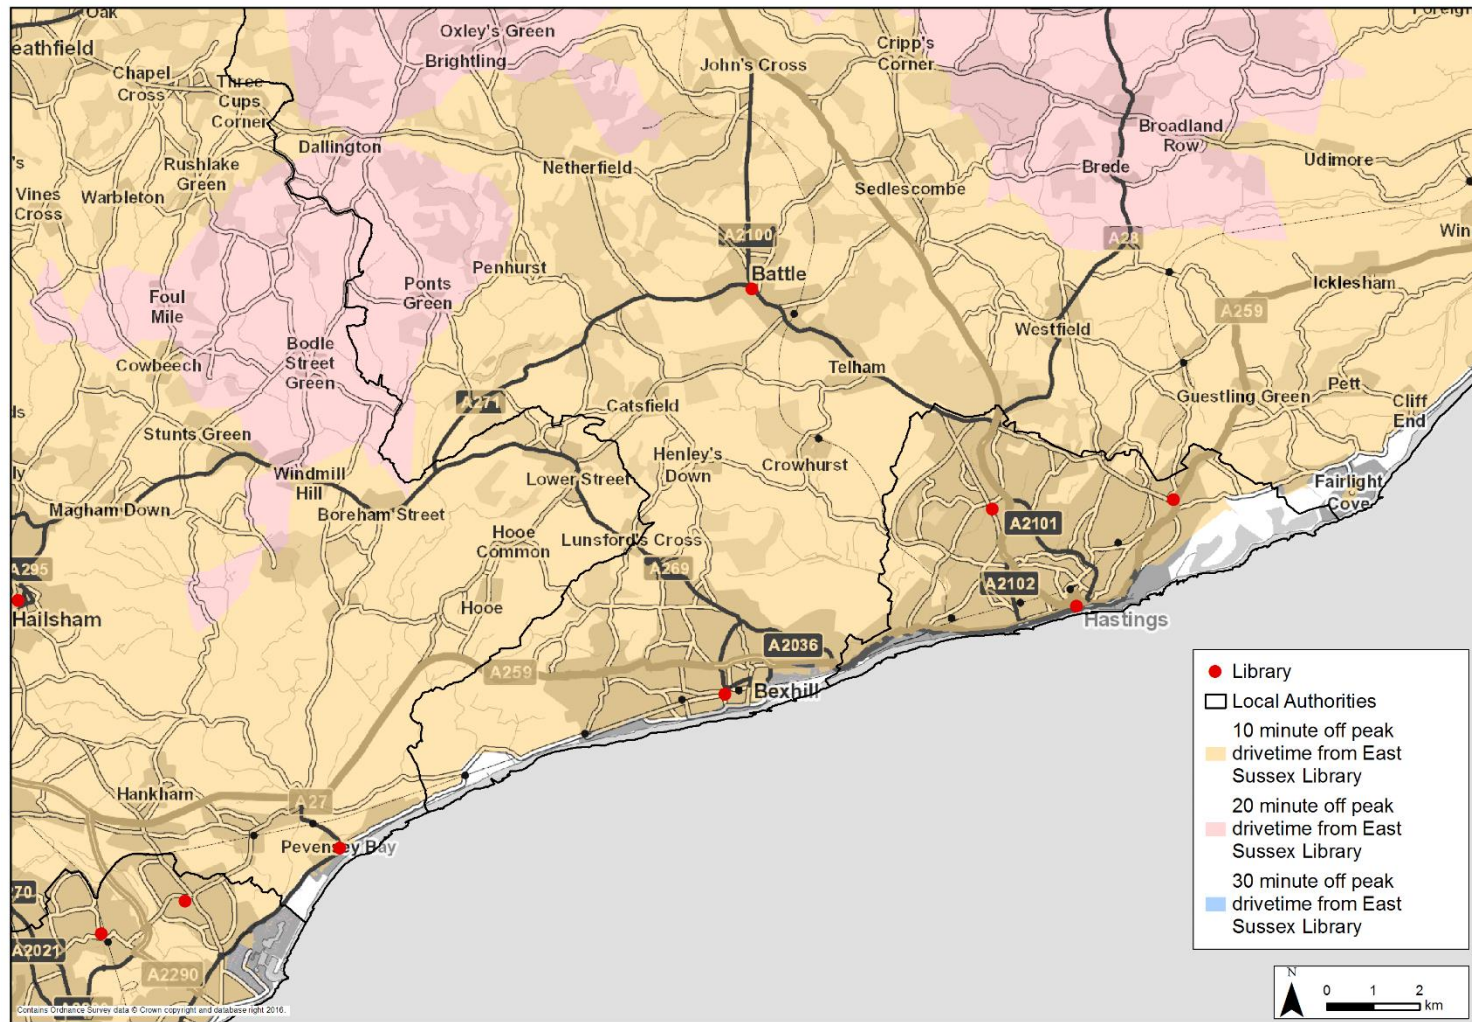 Oak
Foreign
eathfield
Oxley's Green
Brightling
John's Cross
Cripp's
Corner
Chapel
Cross
Three
Cups
Corner
Dallington
Broadland
Row
's
Rushlake
Green
Netherfield
Brede
Udimore
Vines
Cross
Warbleton
Sedlescombe
A2100
A28
Win
Penhurst
Battle
Ponts
Green
Icklesham
Foul
Mile
A259
Westfield
Bodle
Street
Green
Cowbeech
Telham
Pett
Guestling Green
Cliff
End
ds
A271
Catsfield
Stunts Green
Henley's
Down
Crowhurst
ly
Windmill
Hill
Lower Street
Fairlight
Cove
Magham Down
Boreham Street
A2101
Hooe
Common
Lunsford's Cross
A295
A269
A2102
Hooe
Hailsham
Hastings
A2036
A259
Bexhill
Hankham
A27
Pevensey Bay
70
A2021
A2290
Library
Local Authorities
10 minute off peak
drivetime from East
Sussex Library
20 minute off peak
drivetime from East
Sussex Library
30 minute off peak
drivetime from East
Sussex Library
N
0 1 2
km
Contains Ordnance Survey data © Crown copyright and database right 2016.